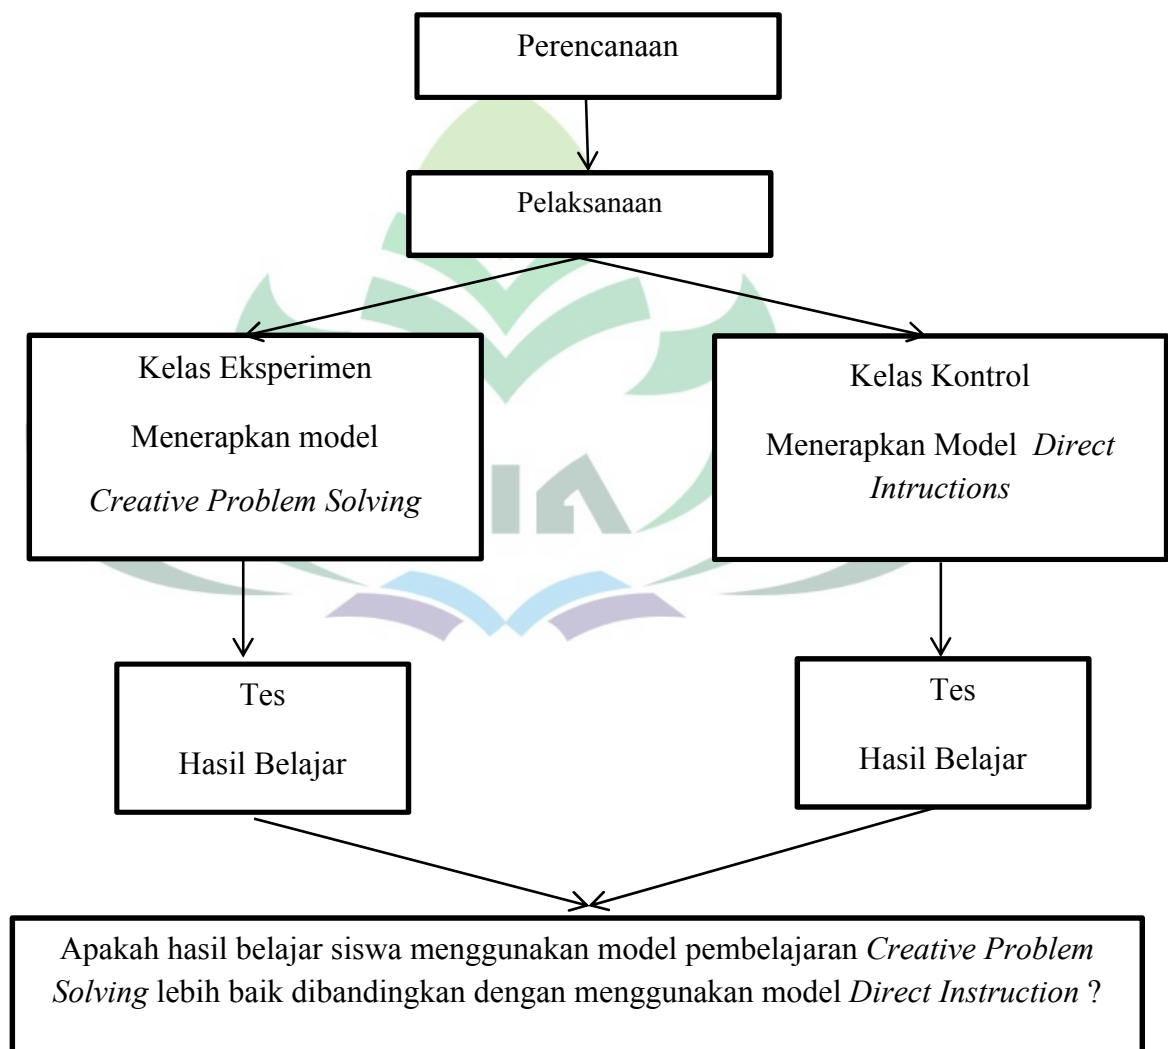 Perencanaan
Pelaksanaan
Kelas Eksperimen
Menerapkan model
Creative Problem Solving
Kelas Kontrol
Menerapkan Model Direct
Intructions
Tes
Hasil Belajar
Tes
Hasil Belajar
Apakah hasil belajar siswa menggunakan model pembelajaran Creative Problem
Solving lebih baik dibandingkan dengan menggunakan model Direct Instruction ?